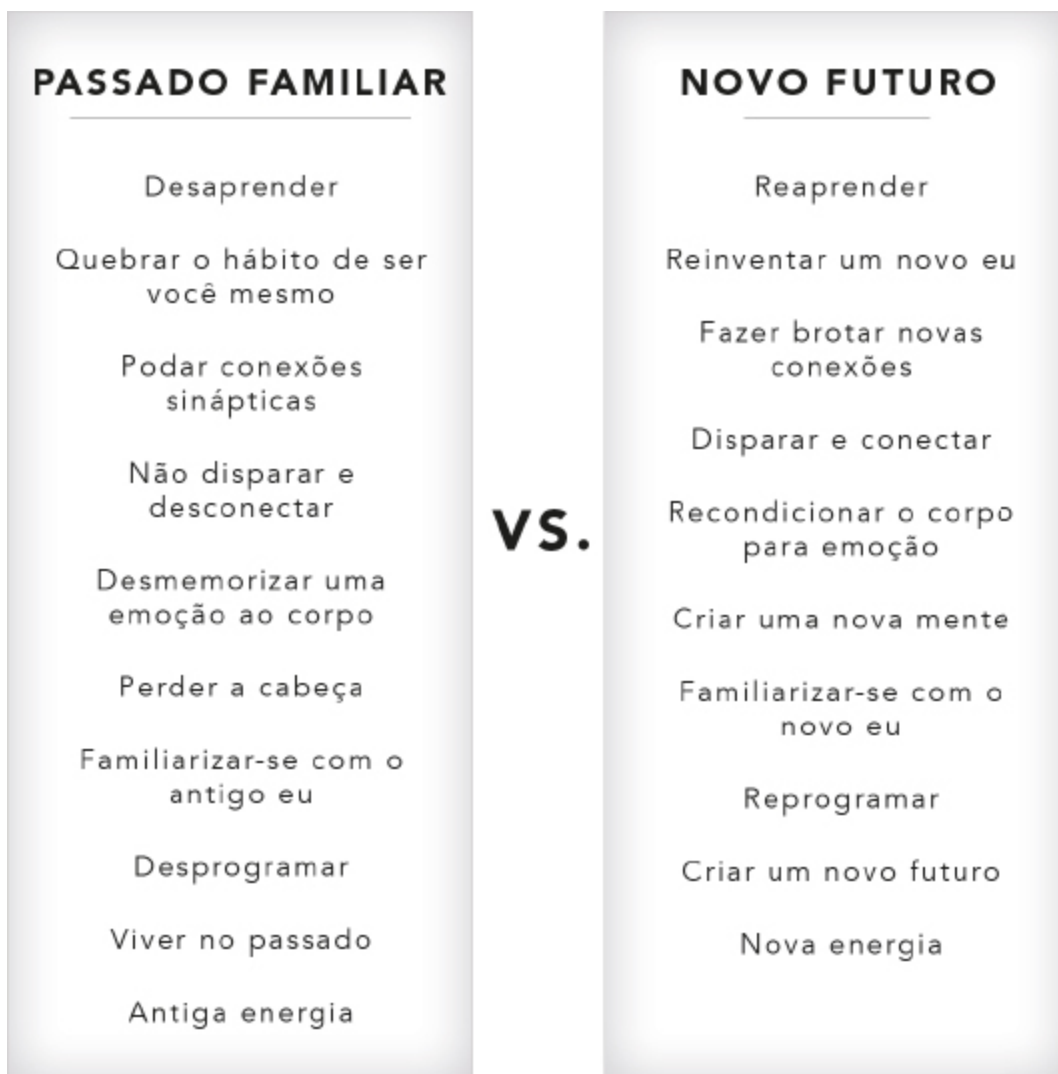 PASSADO FAMILIAR
Desaprender
Quebrar o hábito de ser
você mesmo
Podar conexões
sinápticas
Não disparar e
desconectar
Desmemorizar uma
emoção ao corpo
Perder a cabeça
Familiarizar-se com o
antigo eu
Desprogramar
Viver no passado
Antiga energia
VS.
NOVO FUTURO
Reaprender
Reinventar um novo eu
Fazer brotar novas
conexões
Disparar e conectar
Recondicionar o corpo
para emoção
Criar uma nova mente
Familiarizar-se com o
novo eu
Reprogramar
Criar um novo futuro
Nova energia